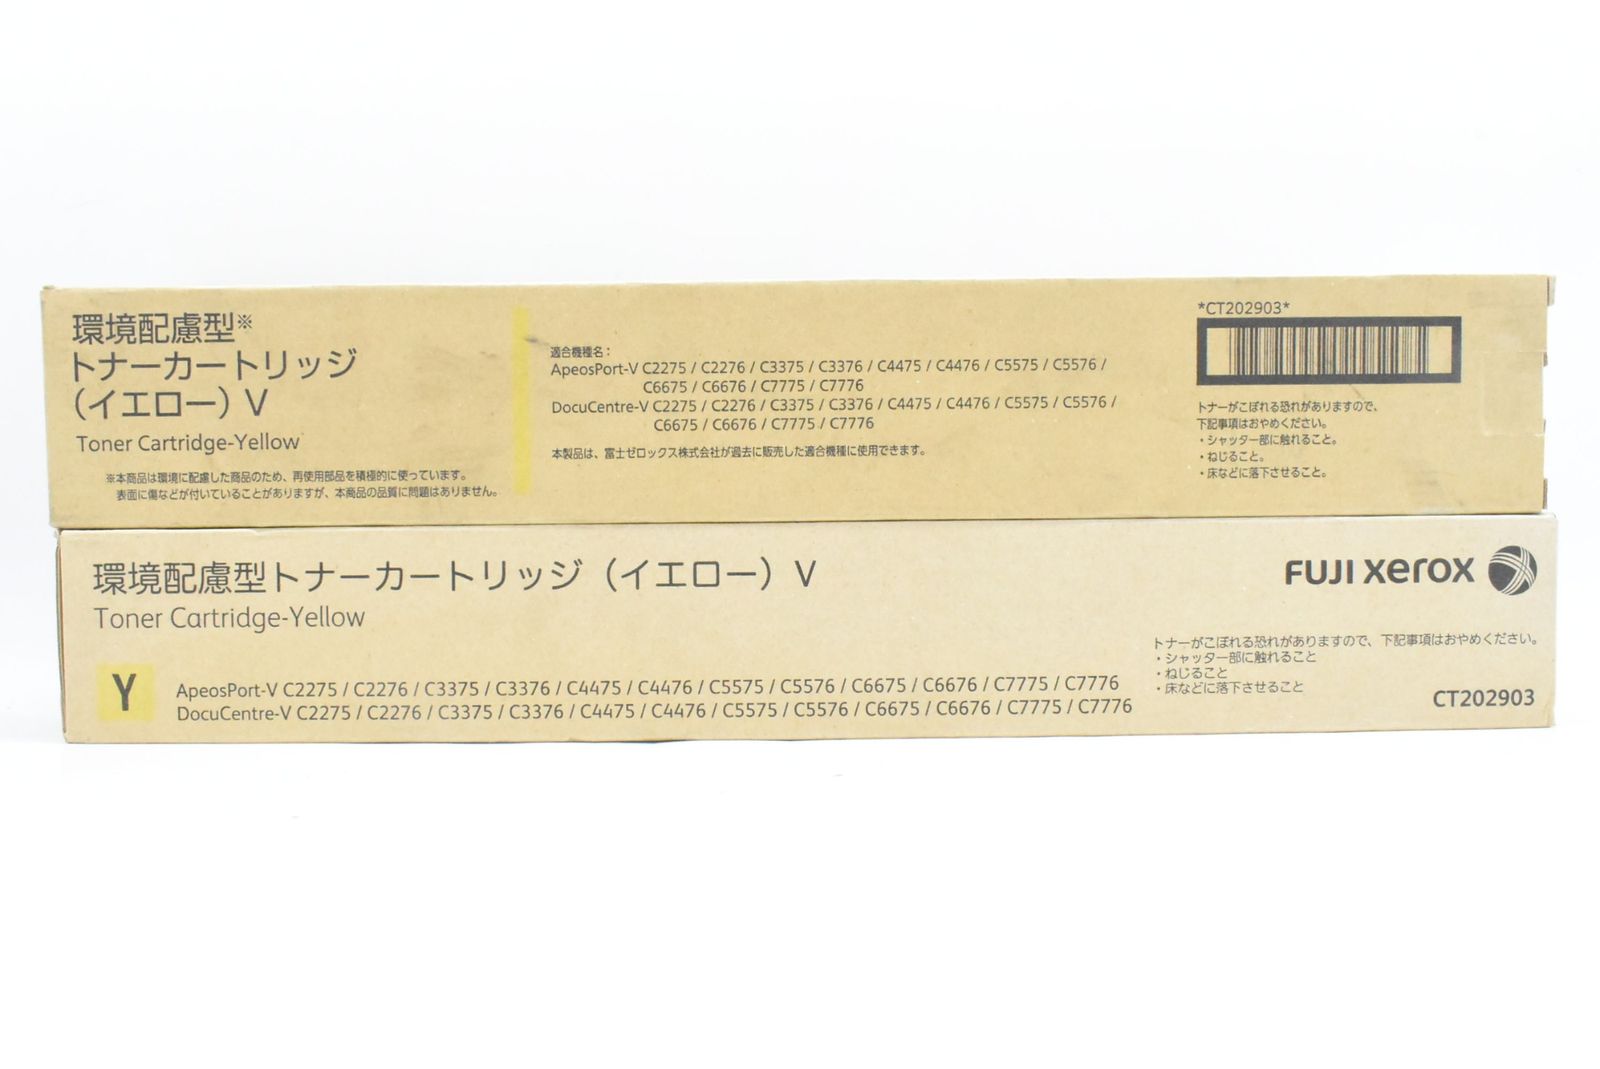 環境配慮型※
トナーカートリッジ
（イエロー）V
Toner Cartridge-Yellow
※本商品は環境に配慮した商品のため、再使用部品を積極的に使っています。
表面に傷などが付いていることがありますが、本商品の品質に問題はありません。
適合機種名：
ApeosPort-V C2275 / C2276 / C3375 / C3376 / C4475 / C4476 / C5575 / C5576 /
C6675 / C6676 / C7775 / C7776
DocuCentre-V C2275 / C2276 / C3375 / C3376 / C4475 / C4476 / C5575 / C5576 /
C6675 / C6676 / C7775 / C7776
本製品は、富士ゼロックス株式会社が過去に販売した適合機種に使用できます。
*CT202903*
トナーがこぼれる恐れがありますので、
下記事項はおやめください。
・シャッター部に触れること。
・ねじること。
・床などに落下させること。
環境配慮型トナーカートリッジ（イエロー）V
Toner Cartridge-Yellow
Y
ApeosPort-V C2275 / C2276 / C3375 / C3376 / C4475 / C4476 / C5575 / C5576 / C6675 / C6676 / C7775 / C7776
DocuCentre-V C2275 / C2276 / C3375 / C3376 / C4475 / C4476 / C5575 / C5576 / C6675 / C6676 / C7775 / C7776
FUJI xerox
トナーがこぼれる恐れがありますので、下記事項はおやめください。
・シャッター部に触れること
・ねじること
・床などに落下させること
CT202903